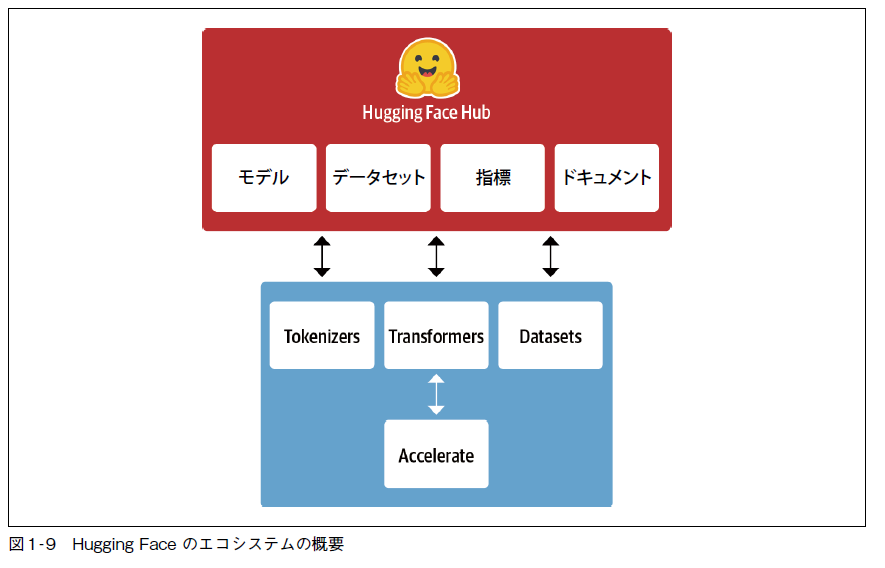 Hugging Face Hub
モデル
データセット
指標
ドキュメント
Tokenizers
Transformers
Datasets
Accelerate
図1-9 Hugging Face のエコシステムの概要